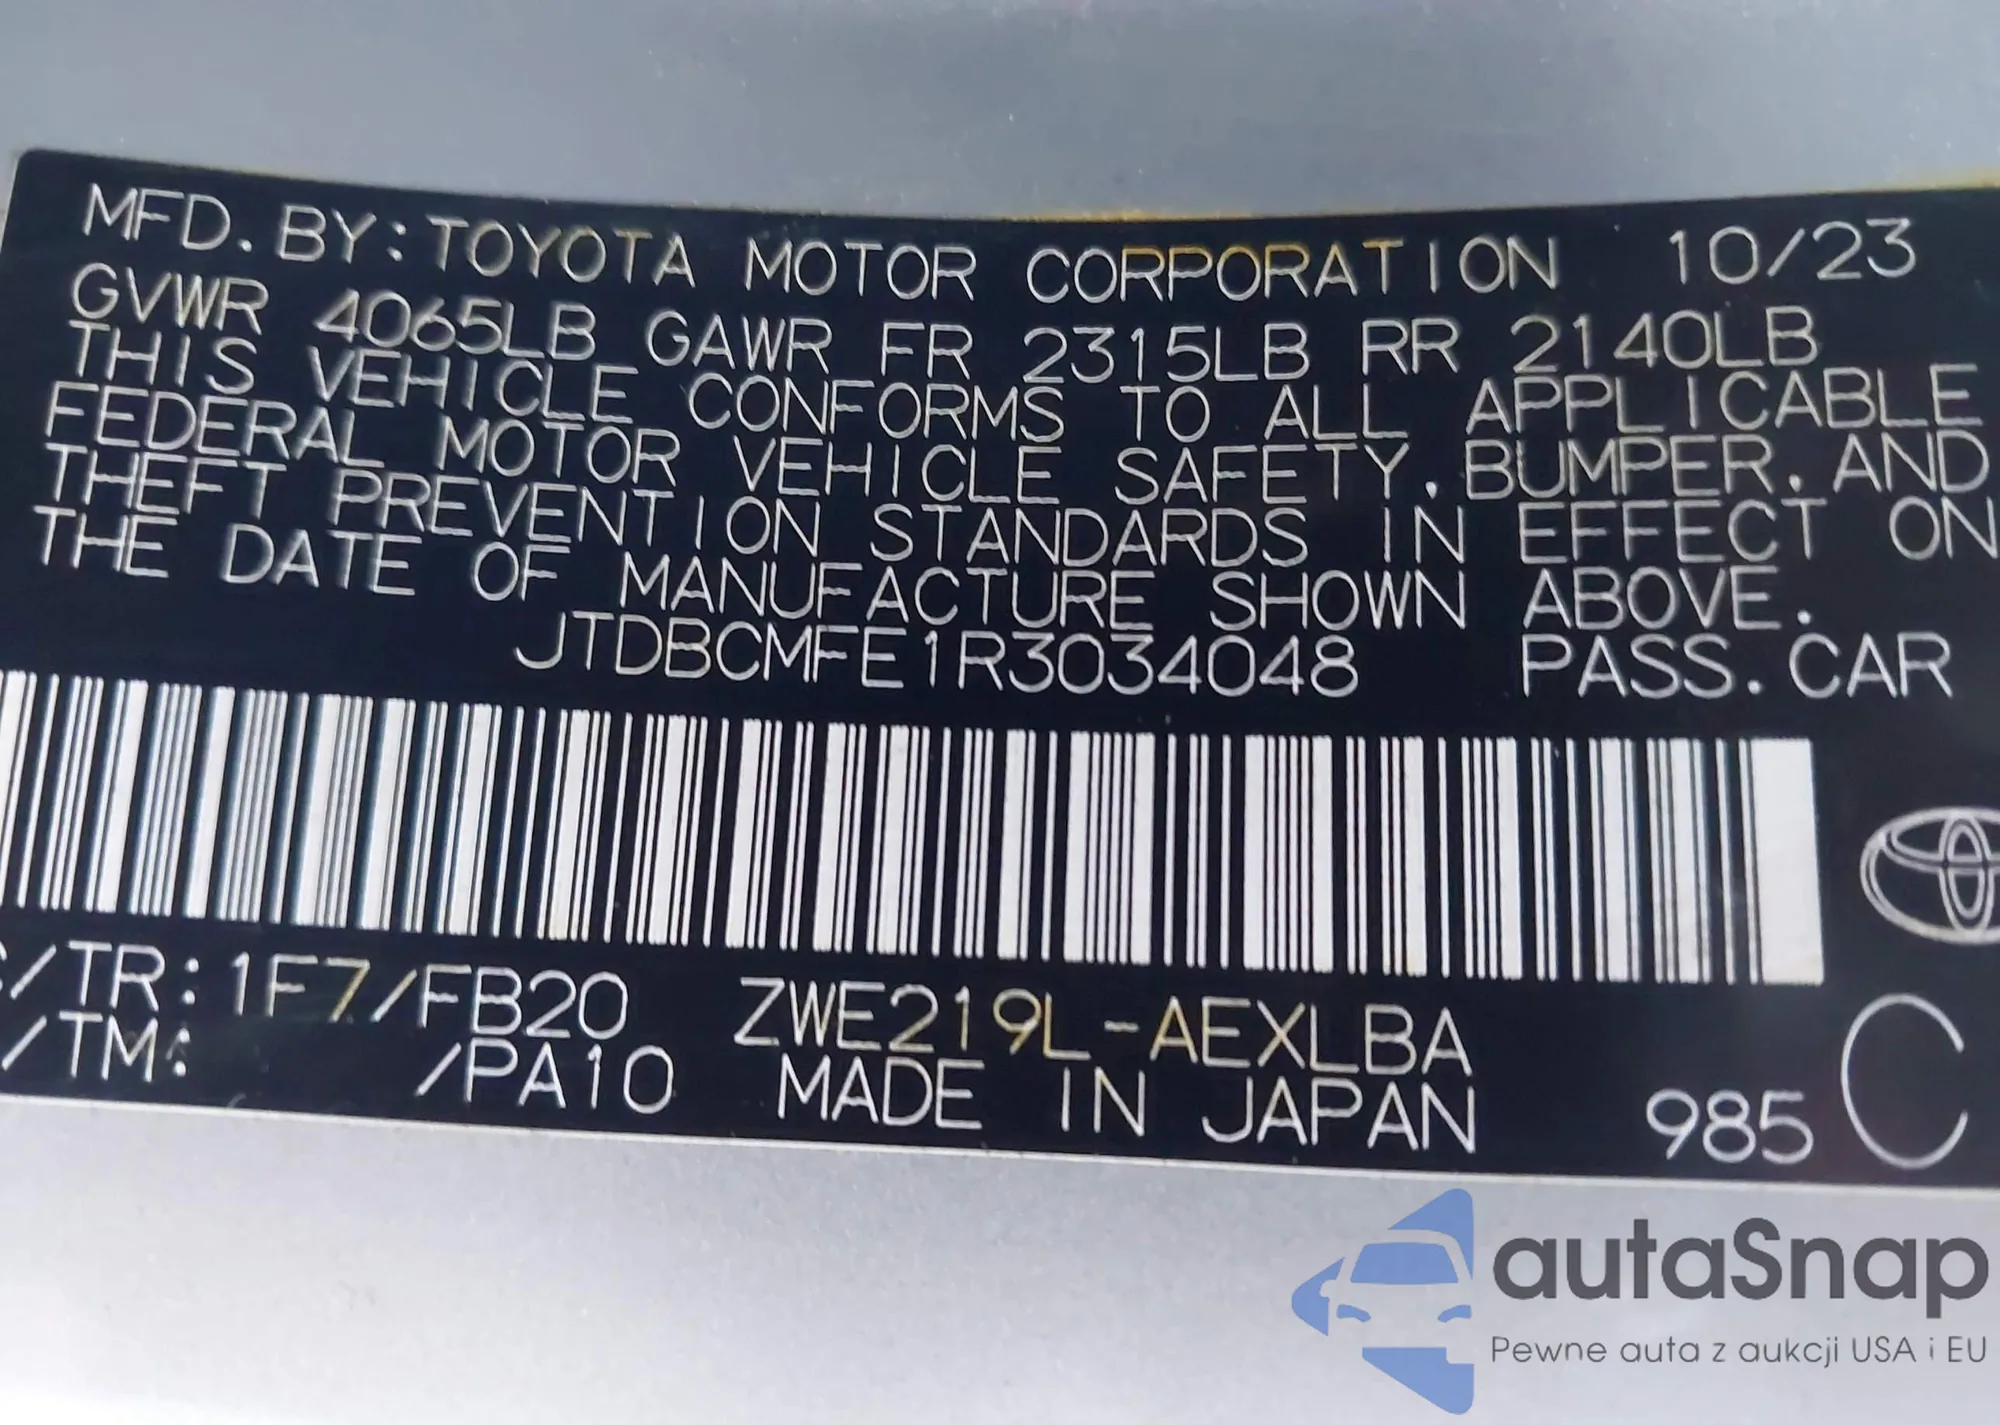 MFD. BY: TOYOTA MOTOR CORPORATION 10/23
GVWR 4065LB GAWR FR 2315LB RR 2140LB
THIS VEHICLE CONFORMS TO ALL APPLICABLE
FEDERAL MOTOR VEHICLE SAFETY, BUMPER, AND
THEFT PREVENTION STANDARDS IN EFFECT ON
THE DATE OF MANUFACTURE SHOWN ABOVE.
JTDBCMFE1R3034048 PASS. CAR
/TR: 1F7/FB20 ZWE219L-AEXLBA
/TM: /PA10 MADE IN JAPAN 985 C
autaSnap
Pewne auta z aukcji USA i EU